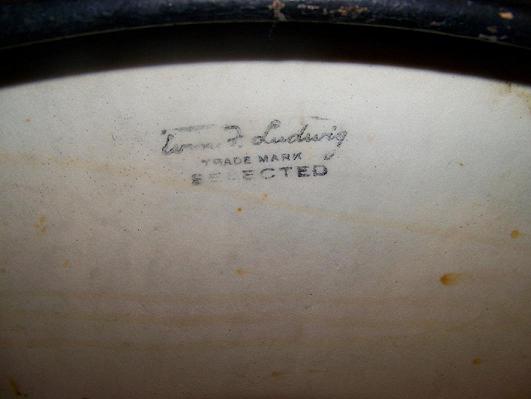 Wm. F. Ludwig
TRADE MARK
SELECTED